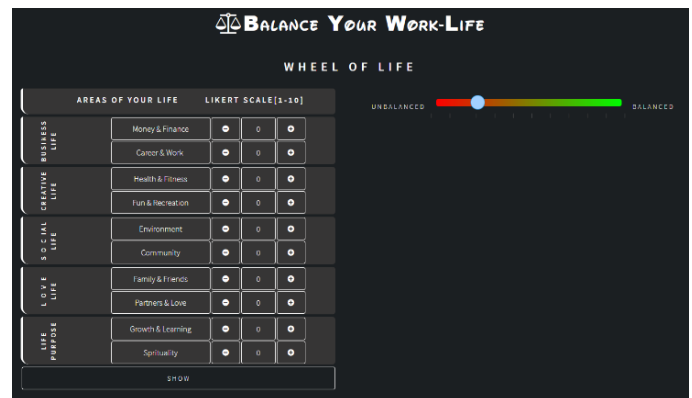 Balance Your Work-Life
WHEEL OF LIFE
AREAS OF YOUR LIFE LIKERT SCALE[1-10]
UNBALANCED BALANCED
BUSINESS LIFE
Money & Finance 0
Career & Work 0
CREATIVE LIFE
Health & Fitness 0
Fun & Recreation 0
SOCIAL LIFE
Environment 0
Community 0
LOVE LIFE
Family & Friends 0
Partners & Love 0
LIFE PURPOSE
Growth & Learning 0
Sprituality 0
SHOW